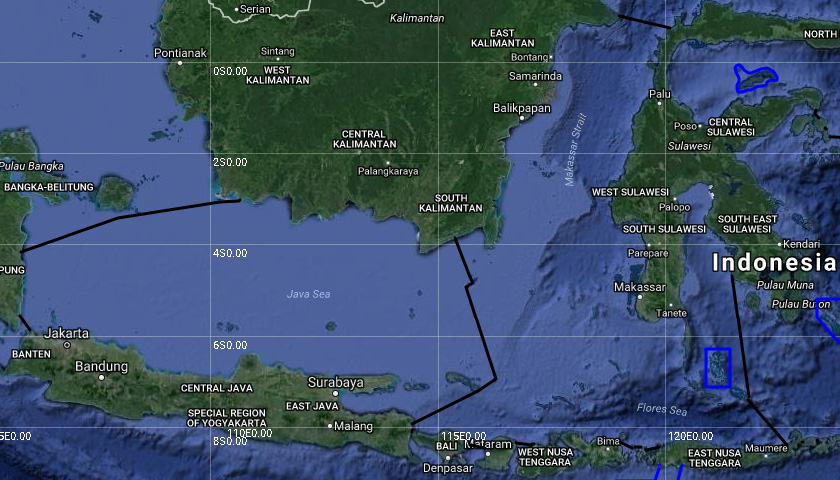 Serian
Kalimantan
NORTH
Pontianak
Sintang
EAST
KALIMANTAN
Bontang
0S0.00
WEST
KALIMANTAN
Samarinda
Palu
Balikpapan
Makassar Strait
CENTRAL
KALIMANTAN
Poso
CENTRAL
SULAWESI
Sulawesi
Pulau Bangka
2S0.00
Palangkaraya
BANGKA-BELITUNG
WEST SULAWESI
Palopo
SOUTH
KALIMANTAN
SOUTH EAST
SULAWESI
SOUTH SULAWESI
Kendari
4S0.00
Parepare
Indonesia
PUNG
Makassar
Pulau Muna
Java Sea
Pulau Buton
Tanete
Jakarta
6S0.00
BANTEN
Bandung
Surabaya
CENTRAL JAVA
EAST JAVA
Flores Sea
SPECIAL REGION
OF YOGYAKARTA
Malang
5E0.00
110E0.00
115E0.00
120E0.00
8S0.00
BALI
Mataram
Bima
Maumere
WEST NUSA
TENGGARA
EAST NUSA
TENGGARA
Denpasar